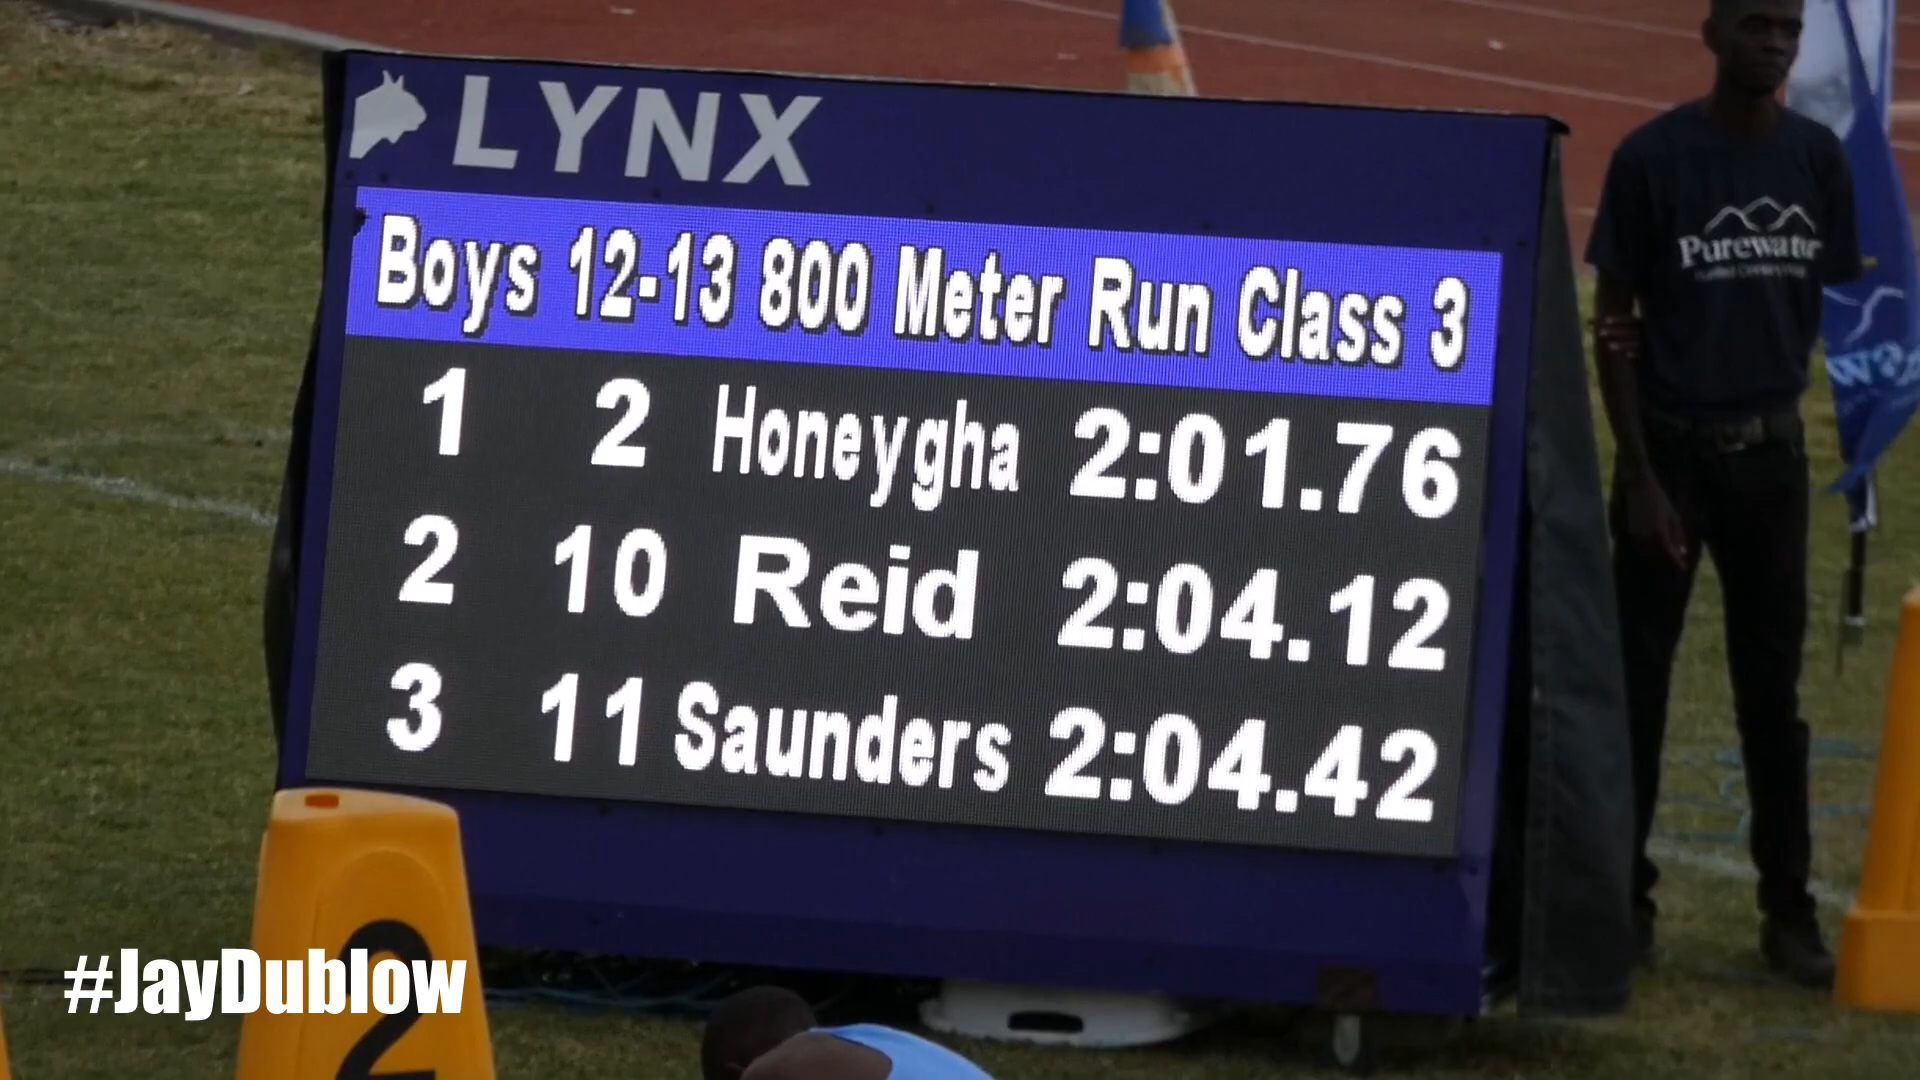 LYNX
Boys 12-13 800 Meter Run Class 3
1 2 Honeygha 2:01.76
2 10 Reid 2:04.12
3 11 Saunders 2:04.42
Purewater
2
#JayDublow